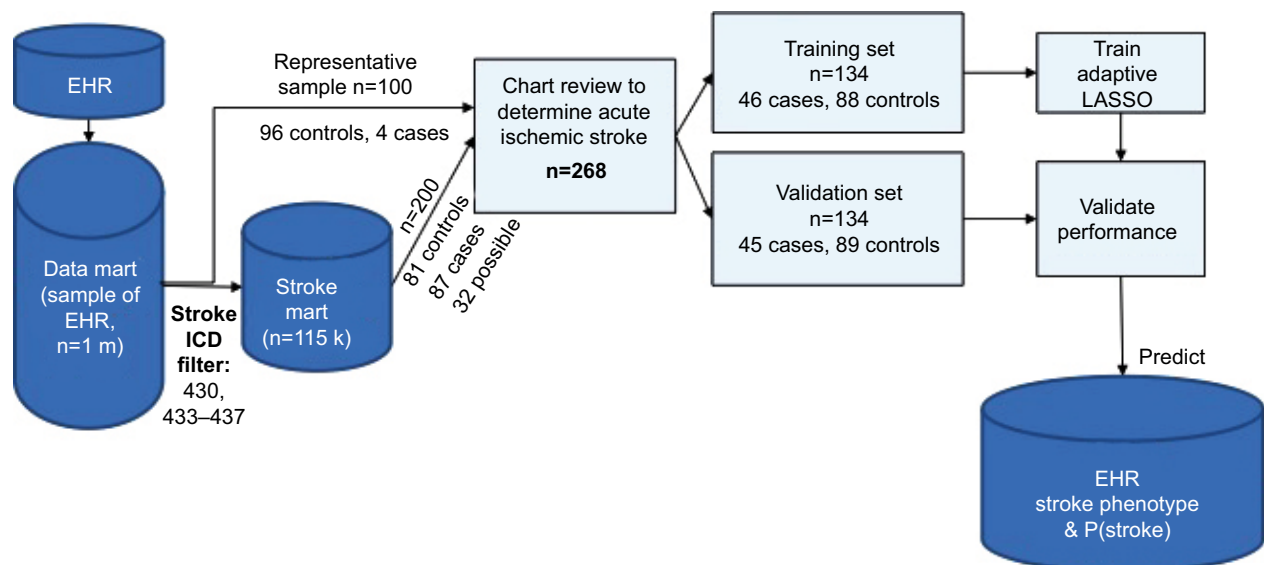 EHR
Data mart
(sample of
EHR,
n=1 m)
Stroke
ICD
filter:
430,
433–437
Representative
sample n=100
96 controls, 4 cases
Stroke
mart
(n=115 k)
n=200
81 controls
87 cases
32 possible
Chart review to
determine acute
ischemic stroke
n=268
Training set
n=134
46 cases, 88 controls
Validation set
n=134
45 cases, 89 controls
Train
adaptive
LASSO
Validate
performance
Predict
EHR
stroke phenotype
& P(stroke)